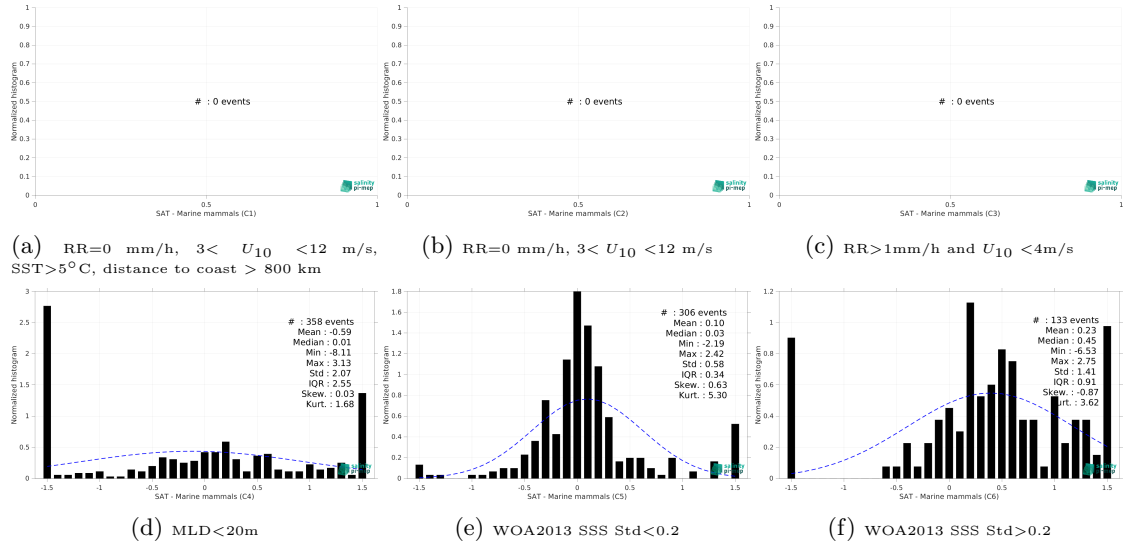 1
0.9
0.8
0.7
0.6
0.5
0.4
0.3
0.2
0.1
0
Normalized histogram
# : 0 events
salinity
pi-mep
0 0.5 1
SAT - Marine mammals (C1)
1
0.9
0.8
0.7
0.6
0.5
0.4
0.3
0.2
0.1
0
Normalized histogram
# : 0 events
salinity
pi-mep
0 0.5 1
SAT - Marine mammals (C2)
1
0.9
0.8
0.7
0.6
0.5
0.4
0.3
0.2
0.1
0
Normalized histogram
# : 0 events
salinity
pi-mep
0 0.5 1
SAT - Marine mammals (C3)
(a) RR=0 mm/h, 3< U10 <12 m/s,
SST>5°C, distance to coast > 800 km
(b) RR=0 mm/h, 3< U10 <12 m/s
(c) RR>1mm/h and U10 <4m/s
3
2.5
2
1.5
1
0.5
0
Normalized histogram
# : 358 events
Mean : -0.59
Median : 0.01
Min : -8.11
Max : 3.13
Std : 2.07
IQR : 2.55
Skew. : 0.03
Kurt. : 1.68
salinity
pi-mep
-1.5 -1 -0.5 0 0.5 1 1.5
SAT - Marine mammals (C4)
1.8
1.6
1.4
1.2
1
0.8
0.6
0.4
0.2
0
Normalized histogram
# : 306 events
Mean : 0.10
Median : 0.03
Min : -2.19
Max : 2.42
Std : 0.58
IQR : 0.34
Skew. : 0.63
Kurt. : 5.30
salinity
pi-mep
-1.5 -1 -0.5 0 0.5 1 1.5
SAT - Marine mammals (C5)
1.2
1
0.8
0.6
0.4
0.2
0
Normalized histogram
# : 133 events
Mean : 0.23
Median : 0.45
Min : -6.53
Max : 2.75
Std : 1.41
IQR : 0.91
Skew. : -0.87
Kurt. : 3.62
salinity
pi-mep
-1.5 -1 -0.5 0 0.5 1 1.5
SAT - Marine mammals (C6)
(d) MLD<20m
(e) WOA2013 SSS Std<0.2
(f) WOA2013 SSS Std>0.2